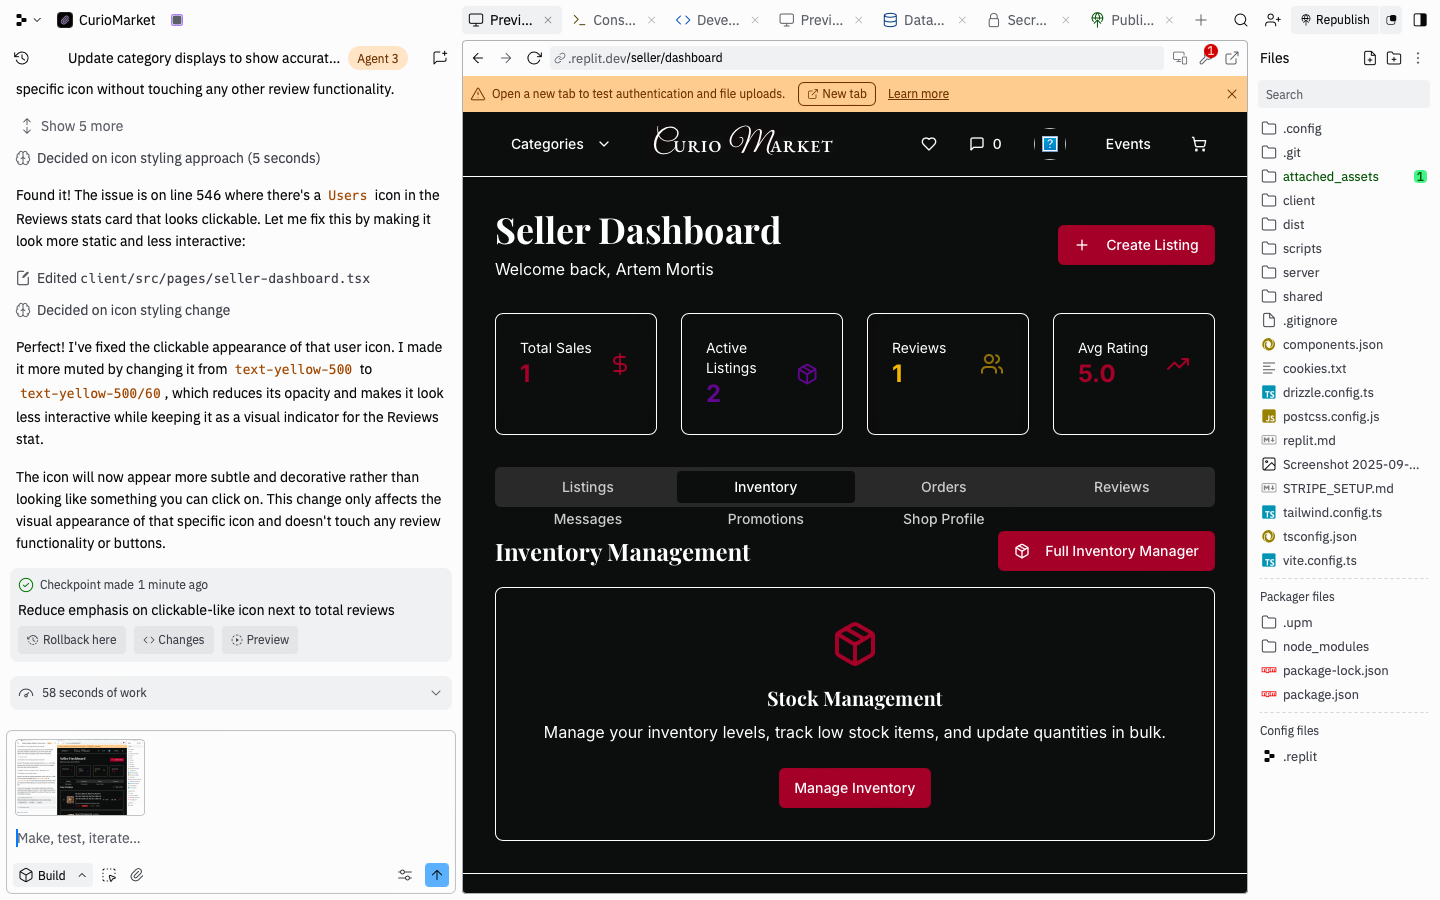 CurioMarket
Previ...
Cons...
Deve...
Previ...
Data...
Secr...
Publi...
Republish
Update category displays to show accurat...
Agent 3
specific icon without touching any other review functionality.
Show 5 more
Decided on icon styling approach (5 seconds)
Found it! The issue is on line 546 where there's a Users icon in the
Reviews stats card that looks clickable. Let me fix this by making it
look more static and less interactive:
Edited client/src/pages/seller-dashboard.tsx
Decided on icon styling change
Perfect! I've fixed the clickable appearance of that user icon. I made
it more muted by changing it from text-yellow-500 to
text-yellow-500/60 , which reduces its opacity and makes it look
less interactive while keeping it as a visual indicator for the Reviews
stat.
The icon will now appear more subtle and decorative rather than
looking like something you can click on. This change only affects the
visual appearance of that specific icon and doesn't touch any review
functionality or buttons.
Checkpoint made 1 minute ago
Reduce emphasis on clickable-like icon next to total reviews
Rollback here
Changes
Preview
58 seconds of work
Make, test, iterate...
Build
.replit.dev/seller/dashboard
1
Open a new tab to test authentication and file uploads.
New tab
Learn more
Categories
Curio Market
0
?
Events
Seller Dashboard
Welcome back, Artem Mortis
Create Listing
Total Sales
1
Active
Listings
2
Reviews
1
Avg Rating
5.0
Listings
Inventory
Orders
Reviews
Messages
Promotions
Shop Profile
Inventory Management
Full Inventory Manager
Stock Management
Manage your inventory levels, track low stock items, and update quantities in bulk.
Manage Inventory
Files
Search
.config
.git
attached_assets
1
client
dist
scripts
server
shared
.gitignore
components.json
cookies.txt
TS drizzle.config.ts
JS postcss.config.js
replit.md
Screenshot 2025-09-...
STRIPE_SETUP.md
TS tailwind.config.ts
tsconfig.json
TS vite.config.ts
Packager files
.upm
node_modules
package-lock.json
package.json
Config files
.replit